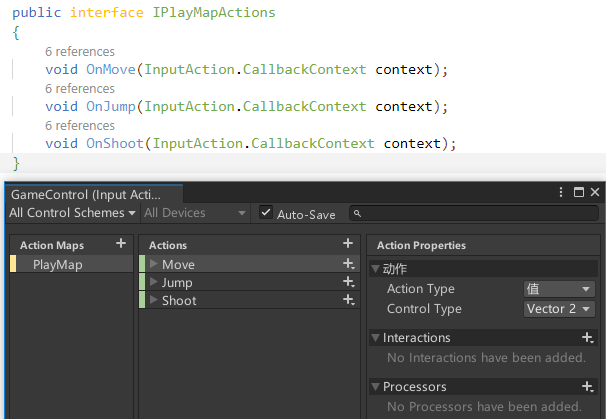 public interface IPlayMapActions
{
6 references
void OnMove(InputAction.CallbackContext context);
6 references
void OnJump(InputAction.CallbackContext context);
6 references
void OnShoot(InputAction.CallbackContext context);
}
GameControl (Input Acti...
All Control Schemes All Devices Auto-Save
Action Maps + Actions + Action Properties
PlayMap Move 动作
Jump Action Type 值
Shoot Control Type Vector 2
Interactions
No Interactions have been added.
Processors
No Processors have been added.